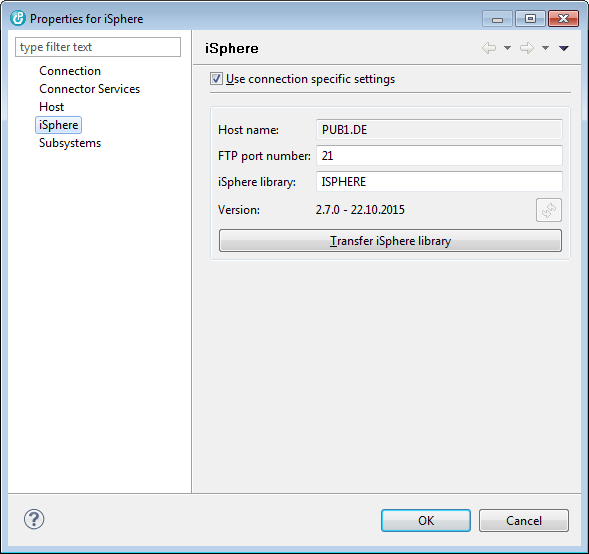 Properties for iSphere
type filter text
Connection
Connector Services
Host
iSphere
Subsystems
iSphere
Use connection specific settings
Host name: PUB1.DE
FTP port number: 21
iSphere library: ISPHERE
Version: 2.7.0 - 22.10.2015
Transfer iSphere library
?
OK Cancel